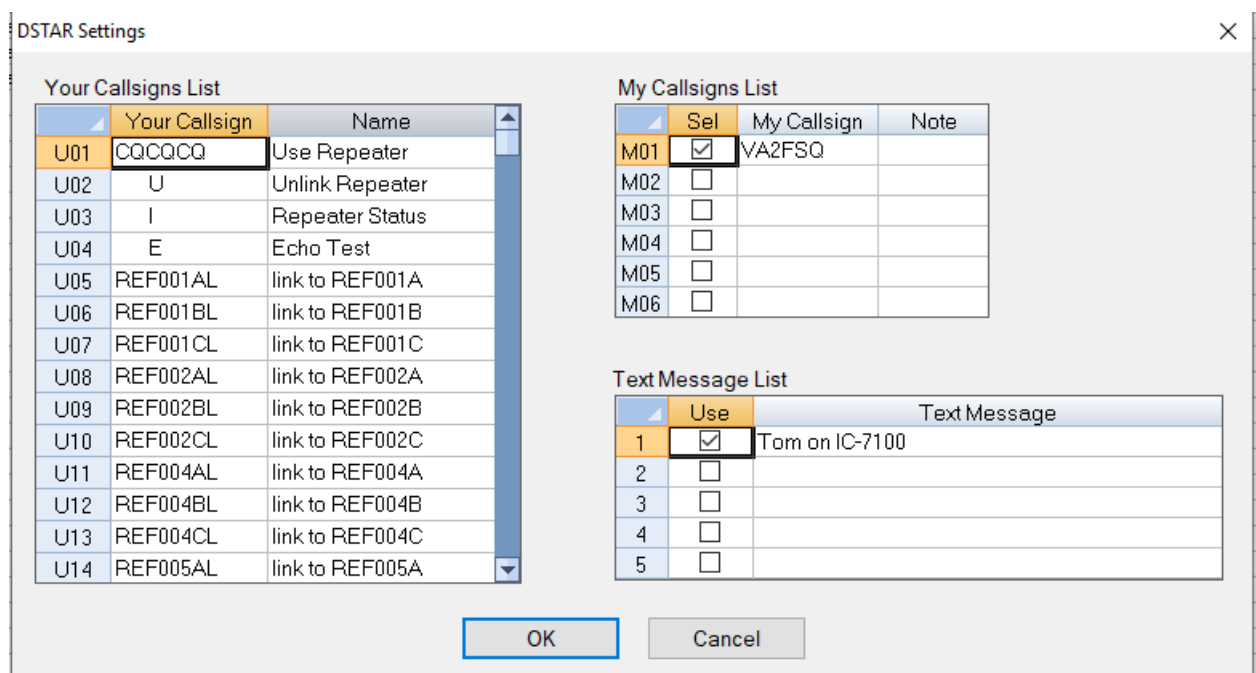 DSTAR Settings
Your Callsigns List
Your Callsign Name
U01 CQCQCQ Use Repeater
U02 U Unlink Repeater
U03 I Repeater Status
U04 E Echo Test
U05 REF001AL link to REF001A
U06 REF001BL link to REF001B
U07 REF001CL link to REF001C
U08 REF002AL link to REF002A
U09 REF002BL link to REF002B
U10 REF002CL link to REF002C
U11 REF004AL link to REF004A
U12 REF004BL link to REF004B
U13 REF004CL link to REF004C
U14 REF005AL link to REF005A
My Callsigns List
Sel My Callsign Note
M01 VA2FSQ
M02
M03
M04
M05
M06
Text Message List
Use Text Message
1 Tom on IC-7100
2
3
4
5
OK Cancel